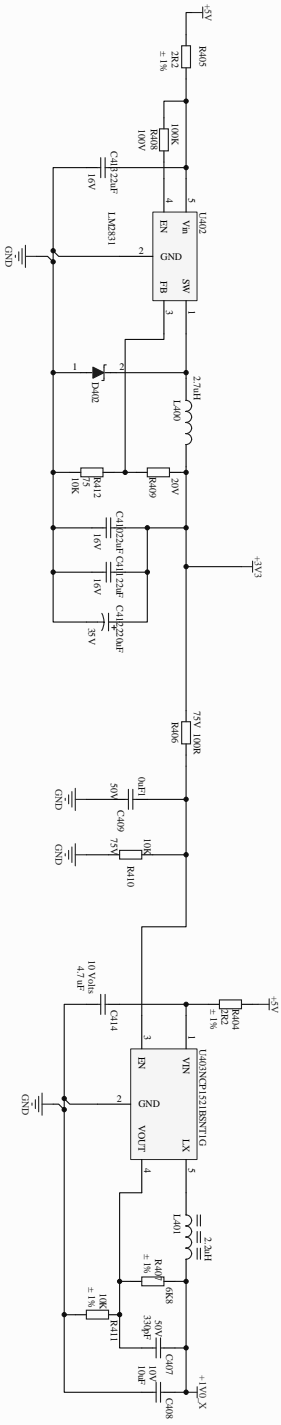 +5V
R405
2R2
± 1%
100K
R408
100V
C413 22uF
16V
U402
5
Vin
4
EN
LM2831
2
GND
GND
SW
1
FB
3
1
2
D402
2.7uH
L400
20V
R409
R412
75
10K
C410 22uF
16V
C411 22uF
16V
C412 220uF
+
35V
+3V3
75V
100R
R406
0uF1
50V
C409
GND
10K
75V
R410
GND
+5V
R404
2R2
± 1%
10 Volts
4.7 uF
C414
U403 NCP1521BSNT1G
1
VIN
3
EN
2
GND
GND
LX
5
VOUT
4
2.2uH
L401
R407
± 1%
6K8
10K
± 1%
R411
50V
330pF
C407
10V
10uF
C408
+1V0_X